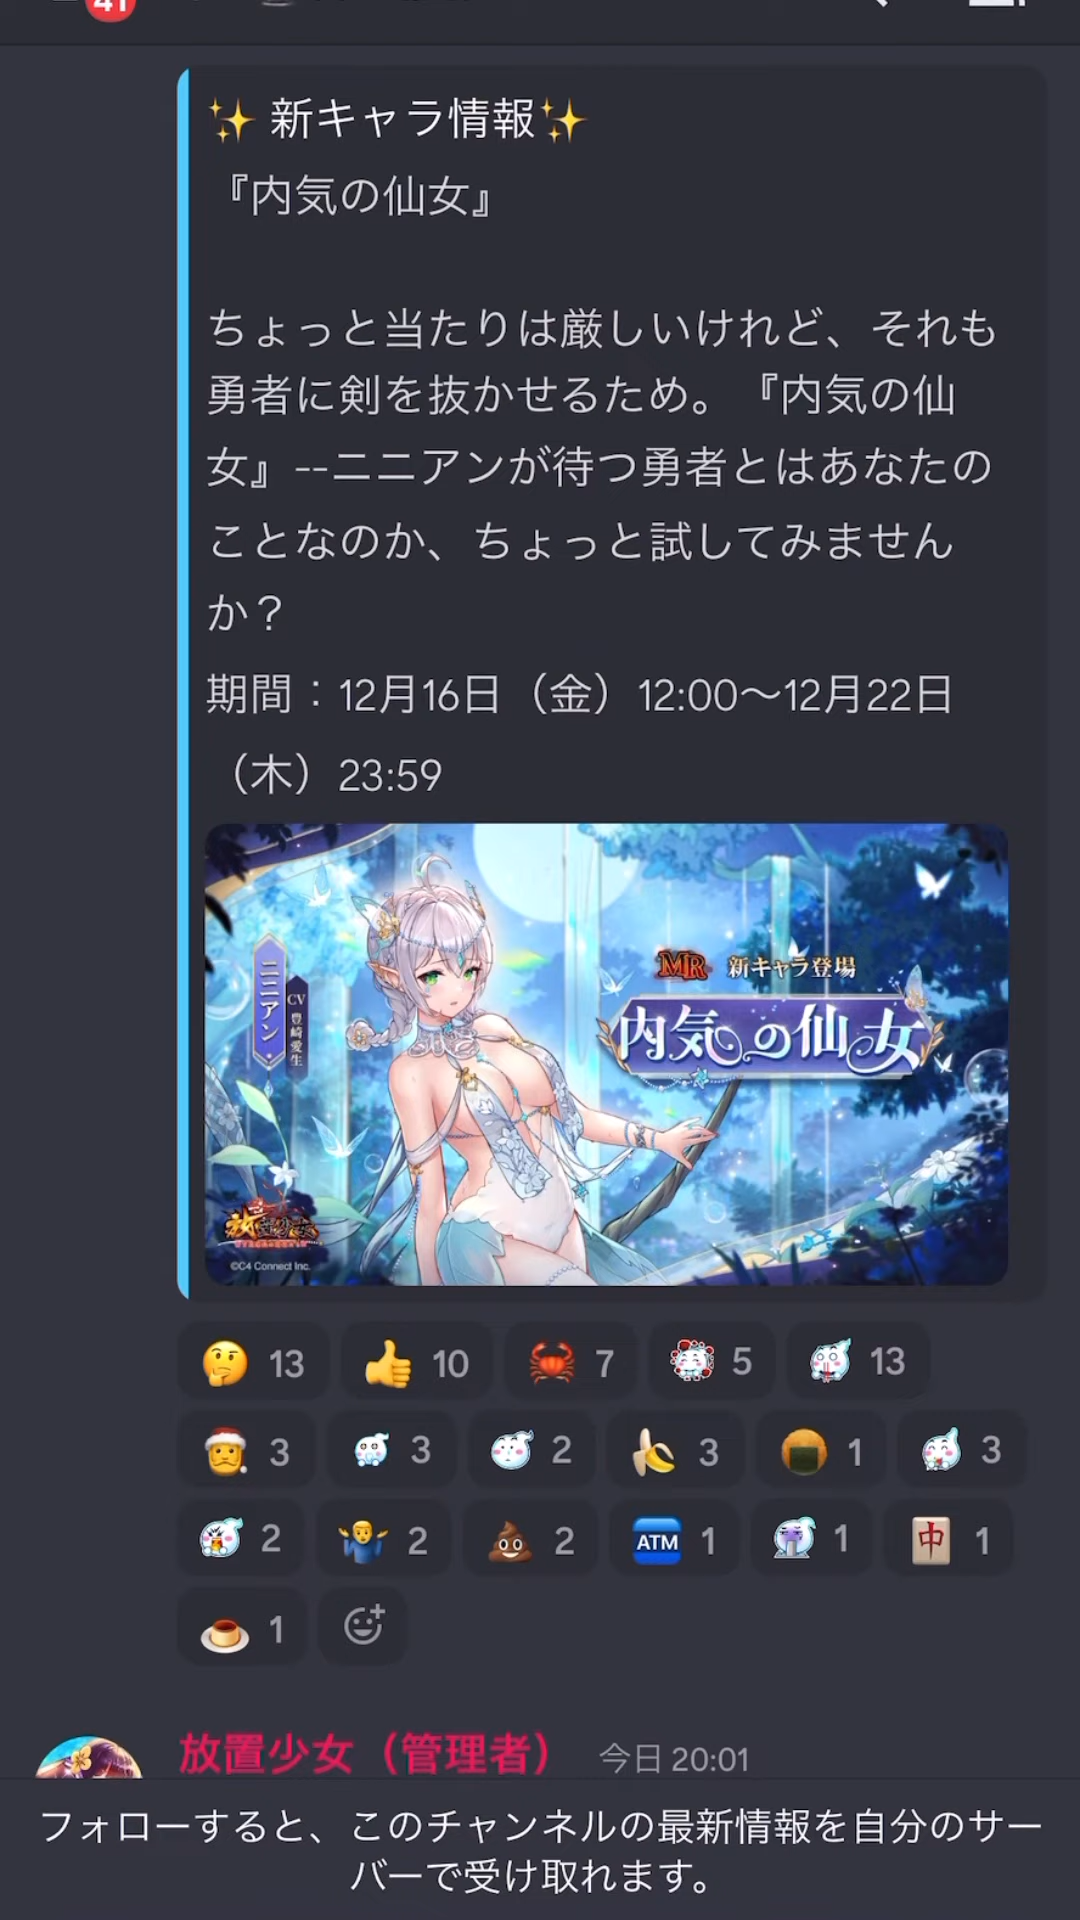 41
✨ 新キャラ情報✨
『内気の仙女』
ちょっと当たりは厳しいけれど、それも
勇者に剣を抜かせるため。『内気の仙
女』--ニニアンが待つ勇者とはあなたの
ことなのか、ちょっと試してみません
か？
期間：12月16日（金）12:00〜12月22日
（木）23:59
ニニアン
CV 豊崎愛生
MR 新キャラ登場
内気の仙女
放置少女
©C4 Connect Inc.
13 10 7 5 13
3 3 2 3 1 3
2 2 2 ATM 1 1 中 1
1
放置少女（管理者） 今日 20:01
フォローすると、このチャンネルの最新情報を自分のサー
バーで受け取れます。